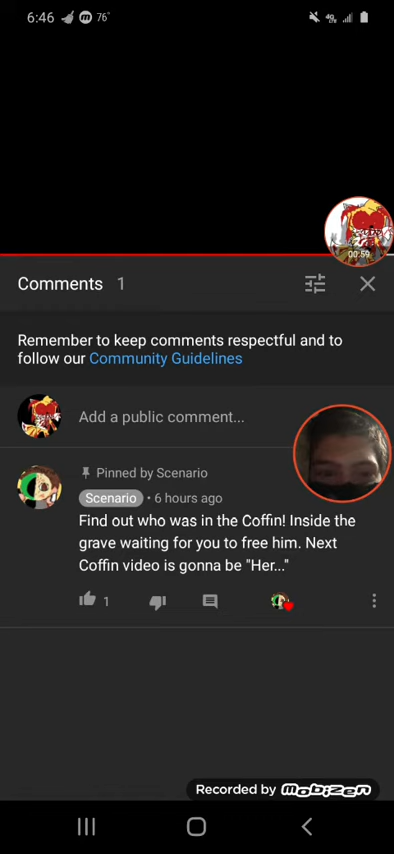 6:46 76°
4G
00:59
Comments 1
Remember to keep comments respectful and to
follow our Community Guidelines
Add a public comment...
Pinned by Scenario
Scenario • 6 hours ago
Find out who was in the Coffin! Inside the
grave waiting for you to free him. Next
Coffin video is gonna be "Her..."
1
Recorded by MOBIZEN